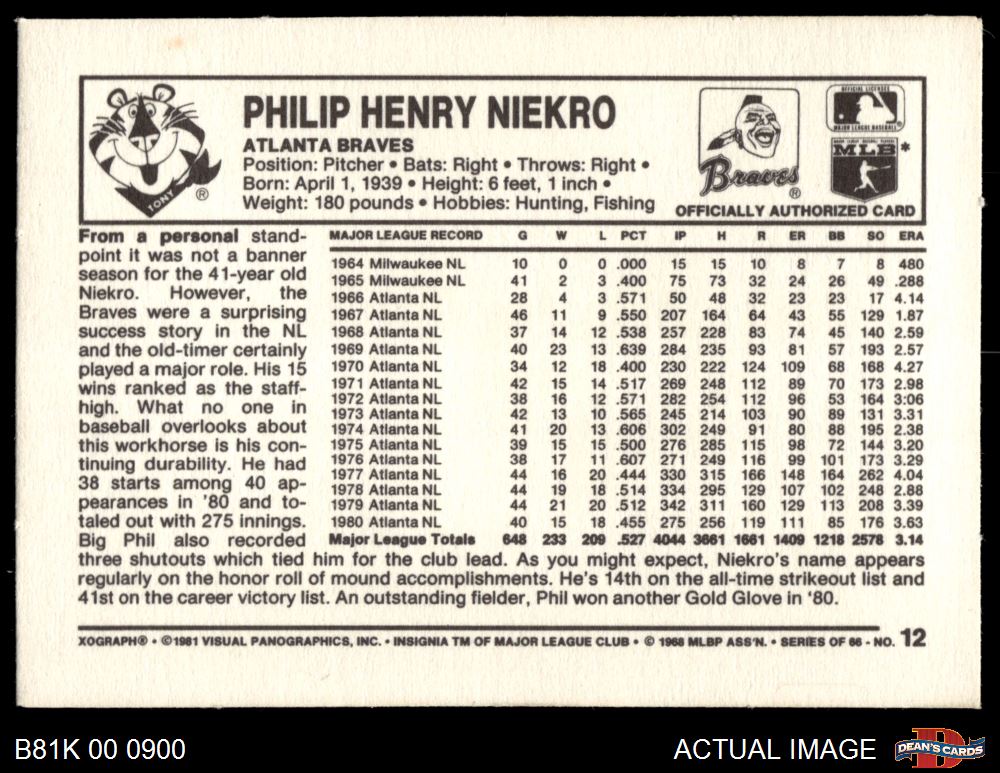 PHILIP HENRY NIEKRO
ATLANTA BRAVES
Position: Pitcher • Bats: Right • Throws: Right •
Born: April 1, 1939 • Height: 6 feet, 1 inch •
Weight: 180 pounds • Hobbies: Hunting, Fishing
TONY ®
Braves ®
OFFICIAL LICENSEE
MAJOR LEAGUE BASEBALL
MLB *
OFFICIALLY AUTHORIZED CARD
From a personal stand-
point it was not a banner
season for the 41-year old
Niekro. However, the
Braves were a surprising
success story in the NL
and the old-timer certainly
played a major role. His 15
wins ranked as the staff-
high. What no one in
baseball overlooks about
this workhorse is his con-
tinuing durability. He had
38 starts among 40 ap-
pearances in '80 and to-
taled out with 275 innings.
Big Phil also recorded
MAJOR LEAGUE RECORD G W L PCT IP H R ER BB SO ERA
1964 Milwaukee NL 10 0 0 .000 15 15 10 8 7 8 480
1965 Milwaukee NL 41 2 3 .400 75 73 32 24 26 49 .288
1966 Atlanta NL 28 4 3 .571 50 48 32 23 23 17 4.14
1967 Atlanta NL 46 11 9 .550 207 164 64 43 55 129 1.87
1968 Atlanta NL 37 14 12 .538 257 228 83 74 45 140 2.59
1969 Atlanta NL 40 23 13 .639 284 235 93 81 57 193 2.57
1970 Atlanta NL 34 12 18 .400 230 222 124 109 68 168 4.27
1971 Atlanta NL 42 15 14 .517 269 248 112 89 70 173 2.98
1972 Atlanta NL 38 16 12 .571 282 254 112 96 53 164 3:06
1973 Atlanta NL 42 13 10 .565 245 214 103 90 89 131 3.31
1974 Atlanta NL 41 20 13 .606 302 249 91 80 88 195 2.38
1975 Atlanta NL 39 15 15 .500 276 285 115 98 72 144 3.20
1976 Atlanta NL 38 17 11 .607 271 249 116 99 101 173 3.29
1977 Atlanta NL 44 16 20 .444 330 315 166 148 164 262 4.04
1978 Atlanta NL 44 19 18 .514 334 295 129 107 102 248 2.88
1979 Atlanta NL 44 21 20 .512 342 311 160 129 113 208 3.39
1980 Atlanta NL 40 15 18 .455 275 256 119 111 85 176 3.63
Major League Totals 648 233 209 .527 4044 3661 1661 1409 1218 2578 3.14
three shutouts which tied him for the club lead. As you might expect, Niekro's name appears
regularly on the honor roll of mound accomplishments. He's 14th on the all-time strikeout list and
41st on the career victory list. An outstanding fielder, Phil won another Gold Glove in '80.
XOGRAPH® • ©1981 VISUAL PANOGRAPHICS, INC. • INSIGNIA TM OF MAJOR LEAGUE CLUB • © 1968 MLBP ASS'N. • SERIES OF 66 - NO. 12
B81K 00 0900
ACTUAL IMAGE
D
DEAN'S CARDS